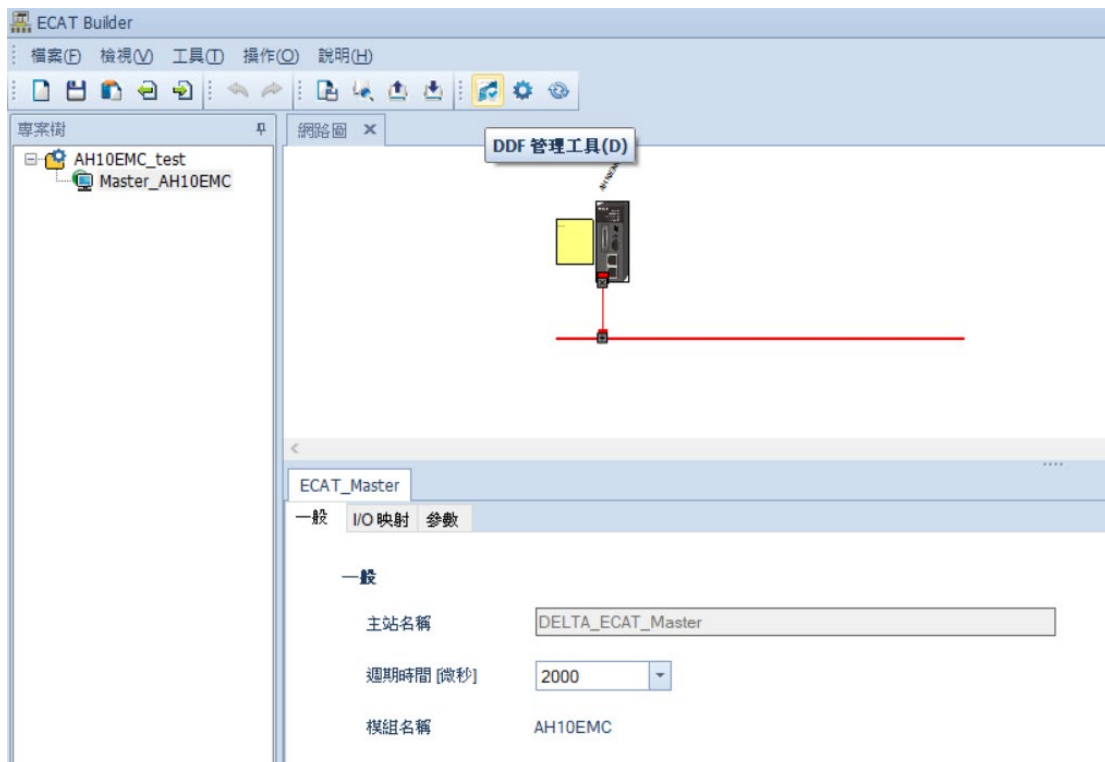 ECAT Builder
檔案(F) 檢視(V) 工具(T) 操作(O) 說明(H)
專案樹
網路圖
DDF 管理工具(D)
AH10EMC_test
Master_AH10EMC
AH10EMC
ECAT_Master
一般 I/O 映射 參數
一般
主站名稱 DELTA_ECAT_Master
週期時間 [微秒] 2000
模組名稱 AH10EMC